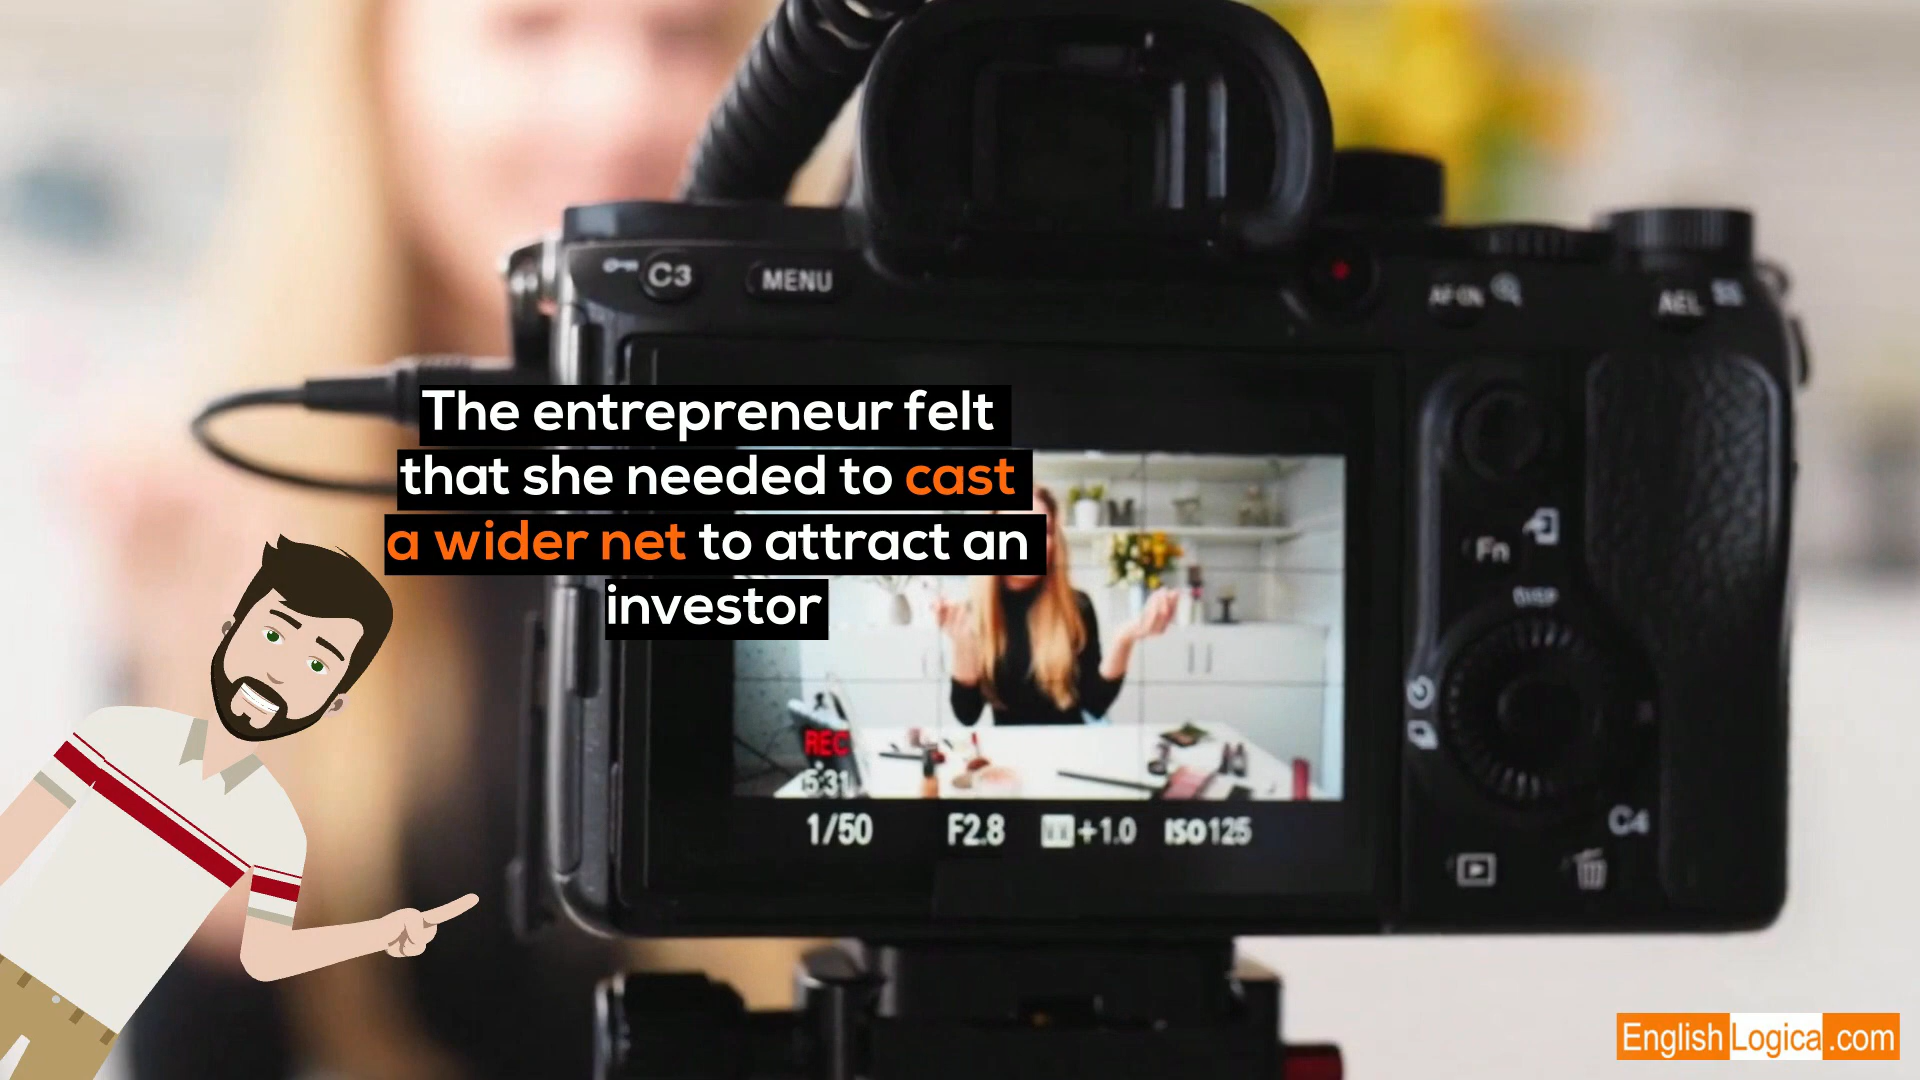 C3
MENU
AF-ON
AEL
The entrepreneur felt
that she needed to cast
a wider net to attract an
investor
Fn
DISP
REC
5:31
1/50
F2.8
+1.0
ISO125
C4
EnglishLogica.com